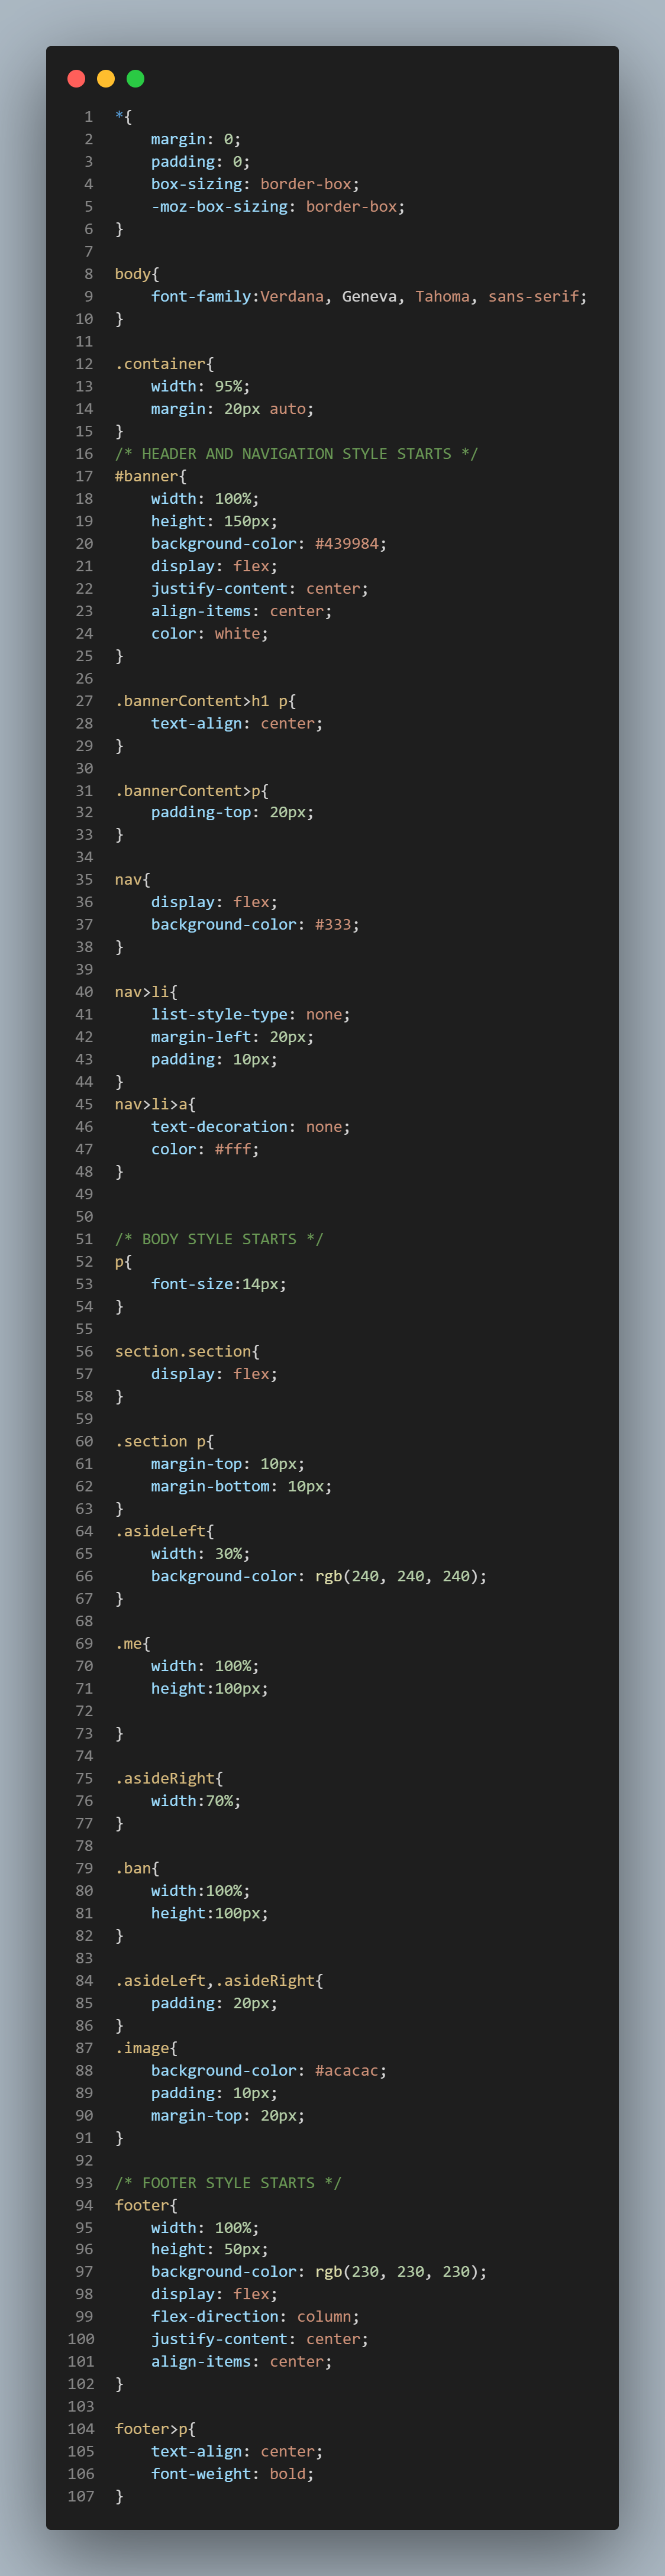 1 *{
2     margin: 0;
3     padding: 0;
4     box-sizing: border-box;
5     -moz-box-sizing: border-box;
6 }
7
8 body{
9     font-family:Verdana, Geneva, Tahoma, sans-serif;
10 }
11
12 .container{
13     width: 95%;
14     margin: 20px auto;
15 }
16 /* HEADER AND NAVIGATION STYLE STARTS */
17 #banner{
18     width: 100%;
19     height: 150px;
20     background-color: #439984;
21     display: flex;
22     justify-content: center;
23     align-items: center;
24     color: white;
25 }
26
27 .bannerContent>h1 p{
28     text-align: center;
29 }
30
31 .bannerContent>p{
32     padding-top: 20px;
33 }
34
35 nav{
36     display: flex;
37     background-color: #333;
38 }
39
40 nav>li{
41     list-style-type: none;
42     margin-left: 20px;
43     padding: 10px;
44 }
45 nav>li>a{
46     text-decoration: none;
47     color: #fff;
48 }
49
50
51 /* BODY STYLE STARTS */
52 p{
53     font-size:14px;
54 }
55
56 section.section{
57     display: flex;
58 }
59
60 .section p{
61     margin-top: 10px;
62     margin-bottom: 10px;
63 }
64 .asideLeft{
65     width: 30%;
66     background-color: rgb(240, 240, 240);
67 }
68
69 .me{
70     width: 100%;
71     height:100px;
72
73 }
74
75 .asideRight{
76     width:70%;
77 }
78
79 .ban{
80     width:100%;
81     height:100px;
82 }
83
84 .asideLeft,.asideRight{
85     padding: 20px;
86 }
87 .image{
88     background-color: #acacac;
89     padding: 10px;
90     margin-top: 20px;
91 }
92
93 /* FOOTER STYLE STARTS */
94 footer{
95     width: 100%;
96     height: 50px;
97     background-color: rgb(230, 230, 230);
98     display: flex;
99     flex-direction: column;
100     justify-content: center;
101     align-items: center;
102 }
103
104 footer>p{
105     text-align: center;
106     font-weight: bold;
107 }